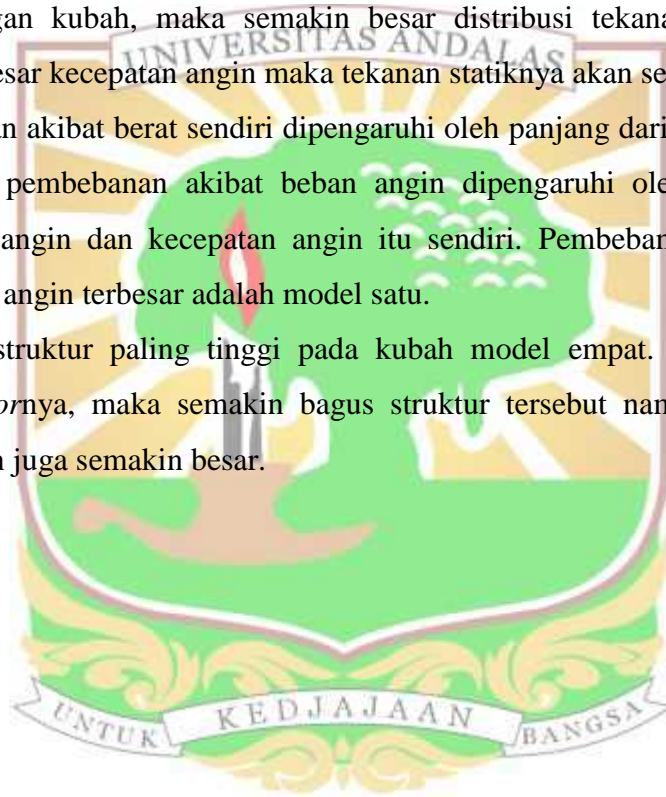 gan kubah, maka semakin besar distribusi tekana
UNIVERSITAS ANDALAS
esar kecepatan angin maka tekanan statiknya akan se
an akibat berat sendiri dipengaruhi oleh panjang dari
pembebanan akibat beban angin dipengaruhi ole
angin dan kecepatan angin itu sendiri. Pembeban
angin terbesar adalah model satu.
struktur paling tinggi pada kubah model empat.
ornya, maka semakin bagus struktur tersebut nam
n juga semakin besar.
UNTUK KEDJAJAAN BANGSA